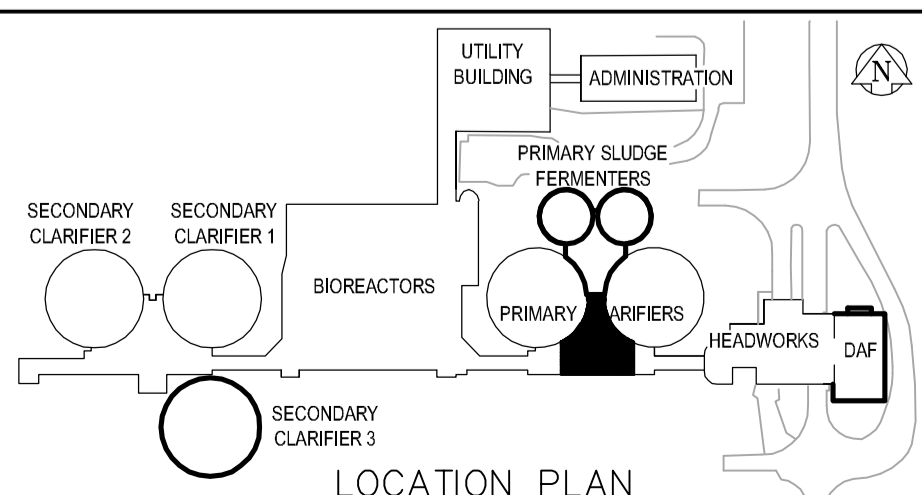 UTILITY
BUILDING
ADMINISTRATION
N
PRIMARY SLUDGE
FERMENTERS
SECONDARY
CLARIFIER 2
SECONDARY
CLARIFIER 1
BIOREACTORS
PRIMARY ARIFIERS
HEADWORKS
DAF
SECONDARY
CLARIFIER 3
LOCATION PLAN